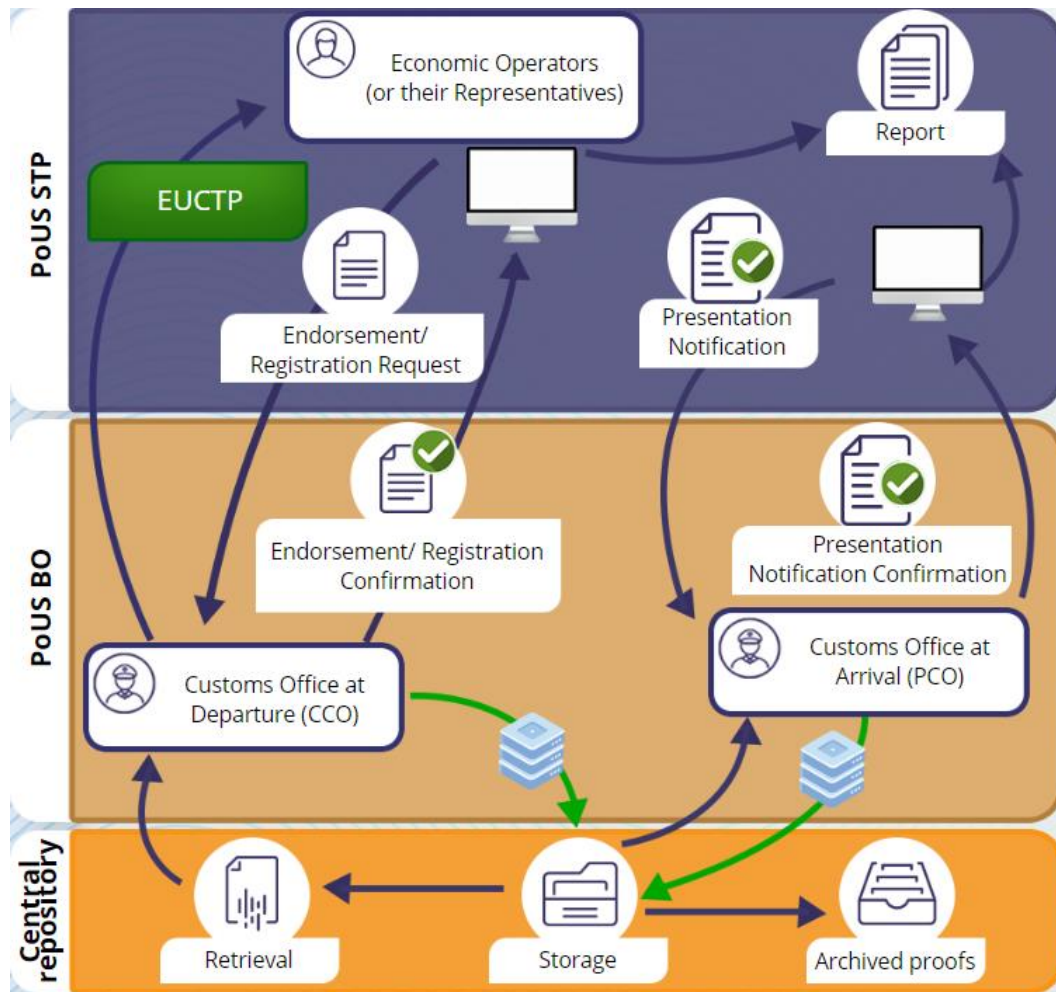 PoUS STP
Economic Operators
(or their Representatives)
Report
EUCTP
Endorsement/
Registration Request
Presentation
Notification
PoUS BO
Endorsement/ Registration
Confirmation
Presentation
Notification Confirmation
Customs Office at
Departure (CCO)
Customs Office at
Arrival (PCO)
Central
repository
Retrieval
Storage
Archived proofs